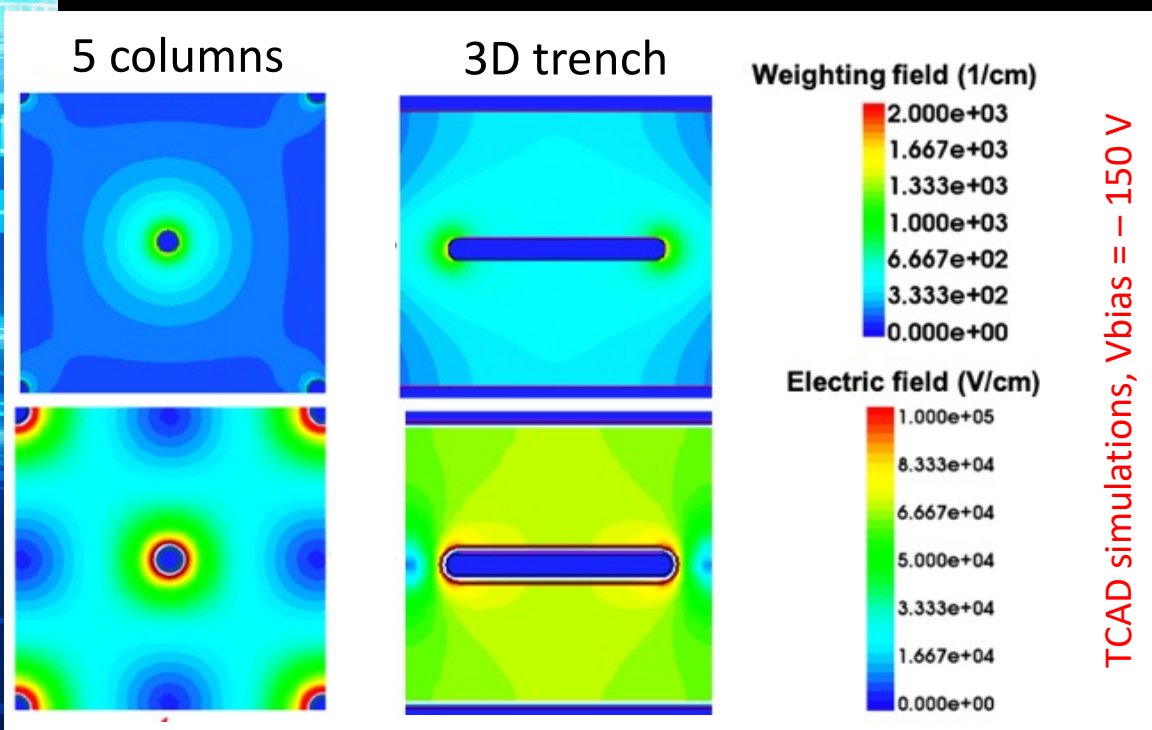 5 columns
3D trench
Weighting field (1/cm)
2.000e+03
1.667e+03
1.333e+03
1.000e+03
6.667e+02
3.333e+02
0.000e+00
Electric field (V/cm)
1.000e+05
8.333e+04
6.667e+04
5.000e+04
3.333e+04
1.667e+04
0.000e+00
TCAD simulations, Vbias = – 150 V